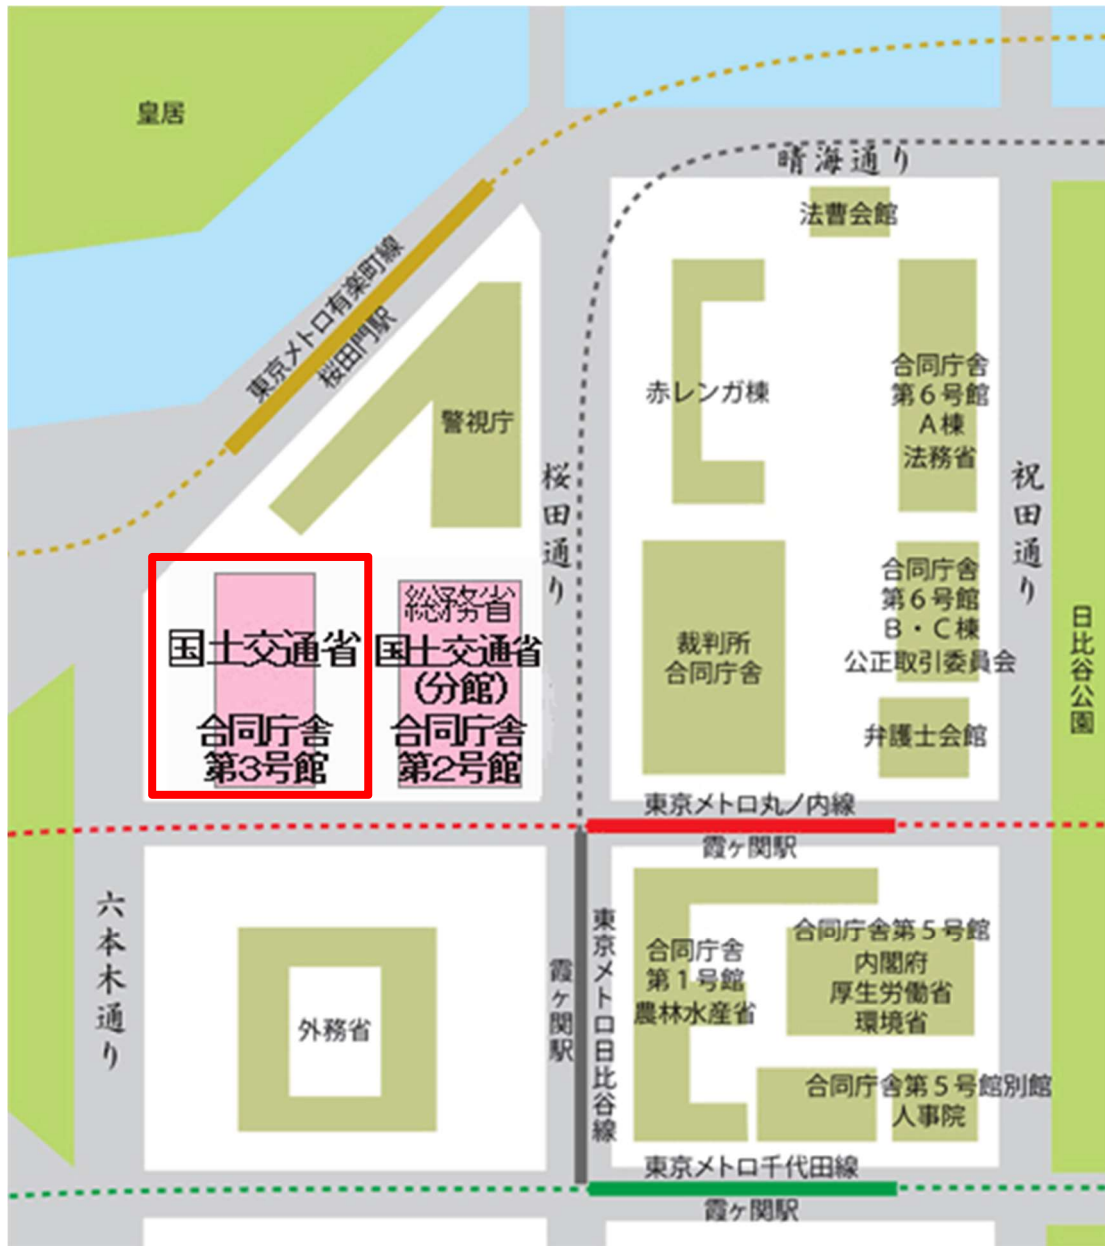 皇居
晴海通り
法曹会館
東京メトロ有楽町線
桜田門駅
警視庁
赤レンガ棟
合同庁舎
第６号館
Ａ棟
法務省
桜田通り
祝田通り
国土交通省
合同庁舎
第3号館
総務省
国土交通省
(分館)
合同庁舎
第2号館
裁判所
合同庁舎
合同庁舎
第６号館
Ｂ・Ｃ棟
公正取引委員会
弁護士会館
日比谷公園
東京メトロ丸ノ内線
霞ヶ関駅
六本木通り
外務省
霞ヶ関駅
東京メトロ日比谷線
合同庁舎
第１号館
農林水産省
合同庁舎第５号館
内閣府
厚生労働省
環境省
合同庁舎第５号館別館
人事院
東京メトロ千代田線
霞ヶ関駅